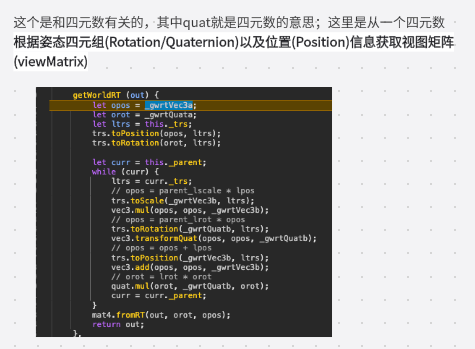 这个是和四元数有关的，其中quat就是四元数的意思；这里是从一个四元数
根据姿态四元组(Rotation/Quaternion)以及位置(Position)信息获取视图矩阵
(viewMatrix)
getWorldRT (out) {
let opos = _gwrtVec3a;
let orot = _gwrtQuata;
let ltrs = this._trs;
trs.toPosition(opos, ltrs);
trs.toRotation(orot, ltrs);
let curr = this._parent;
while (curr) {
ltrs = curr._trs;
// opos = parent_lscale * lpos
trs.toScale(_gwrtVec3b, ltrs);
vec3.mul(opos, opos, _gwrtVec3b);
// opos = parent_lrot * opos
trs.toRotation(_gwrtQuatb, ltrs);
vec3.transformQuat(opos, opos, _gwrtQuatb);
// opos = opos + lpos
trs.toPosition(_gwrtVec3b, ltrs);
vec3.add(opos, opos, _gwrtVec3b);
// orot = lrot * orot
quat.mul(orot, _gwrtQuatb, orot);
curr = curr._parent;
}
mat4.fromRT(out, orot, opos);
return out;
},